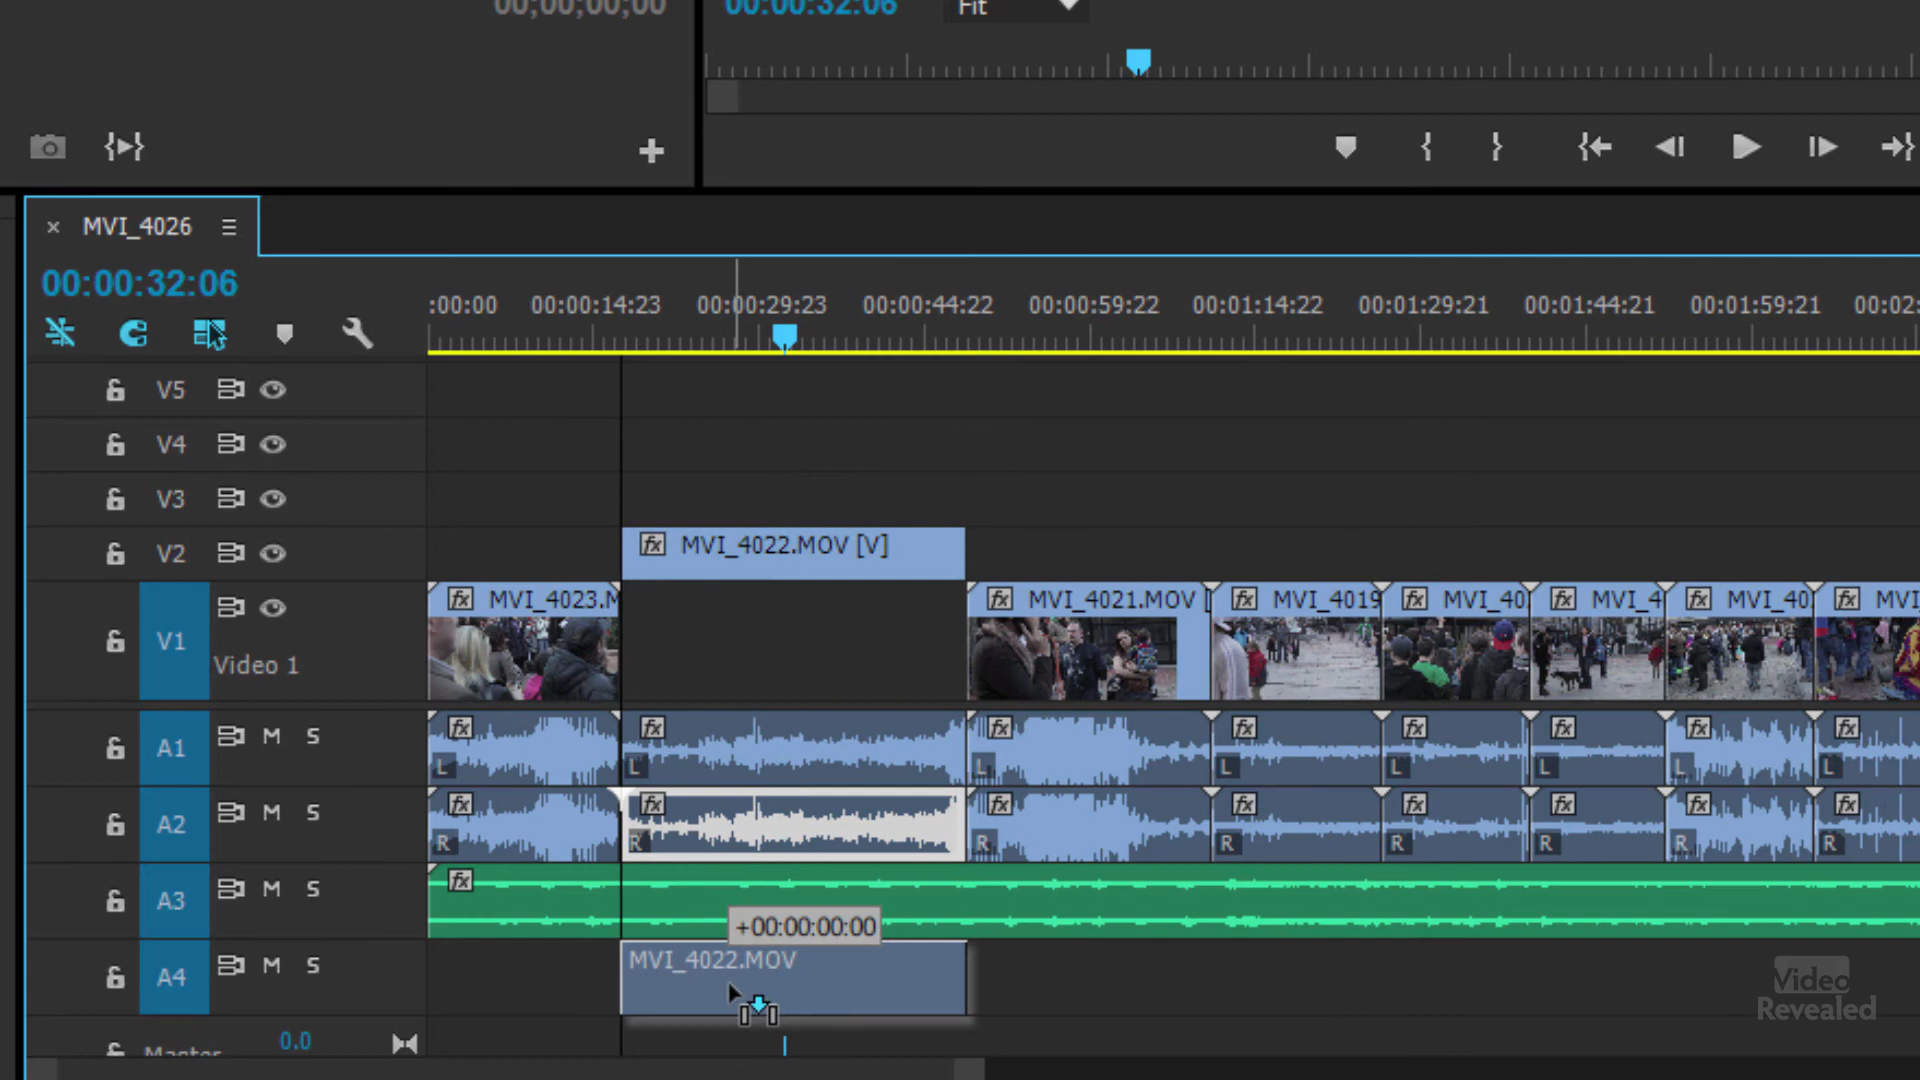 00;00;00;00
00:00:32:06
Fit
MVI_4026
00:00:32:06
:00:00 00:00:14:23 00:00:29:23 00:00:44:22 00:00:59:22 00:01:14:22 00:01:29:21 00:01:44:21 00:01:59:21 00:02:
V5
V4
V3
V2
fx MVI_4022.MOV [V]
V1
Video 1
fx MVI_4023.M
fx MVI_4021.MOV [
fx MVI_4019
fx MVI_40
fx MVI_4
fx MVI_40
fx MVI
A1 M S
fx fx fx fx fx fx fx fx
L L L L L L L L
A2 M S
fx fx fx fx fx fx fx fx
R R R R R R R R
A3 M S
fx
+00:00:00:00
A4 M S
MVI_4022.MOV
Master 0.0
Video
Revealed